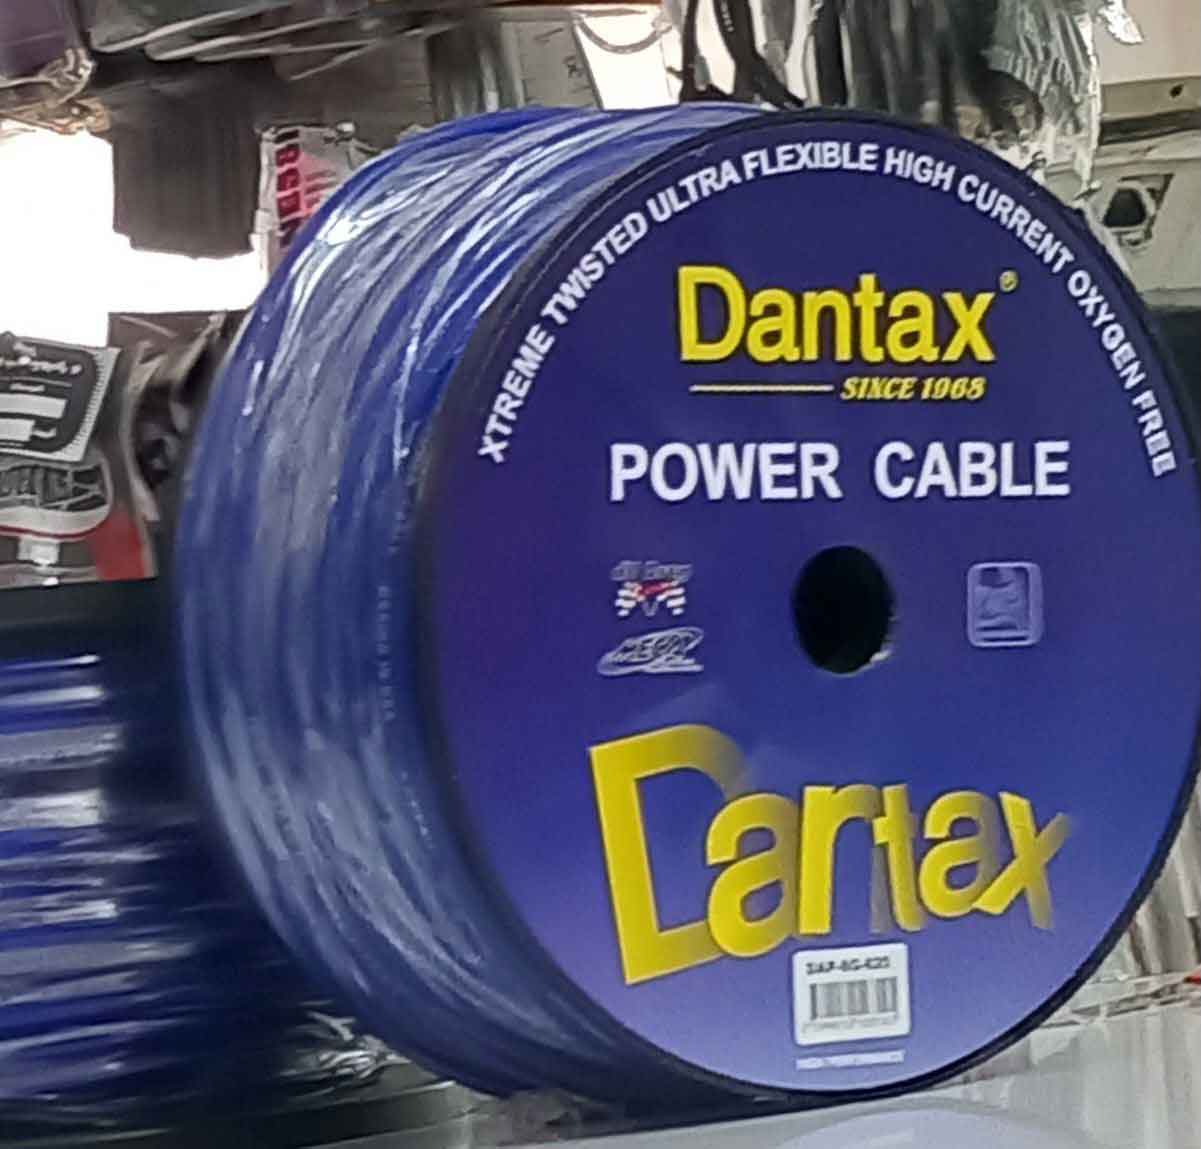 XTREME TWISTED ULTRA FLEXIBLE HIGH CURRENT OXYGEN FREE
Dantax®
SINCE 1968
POWER CABLE
Dantax